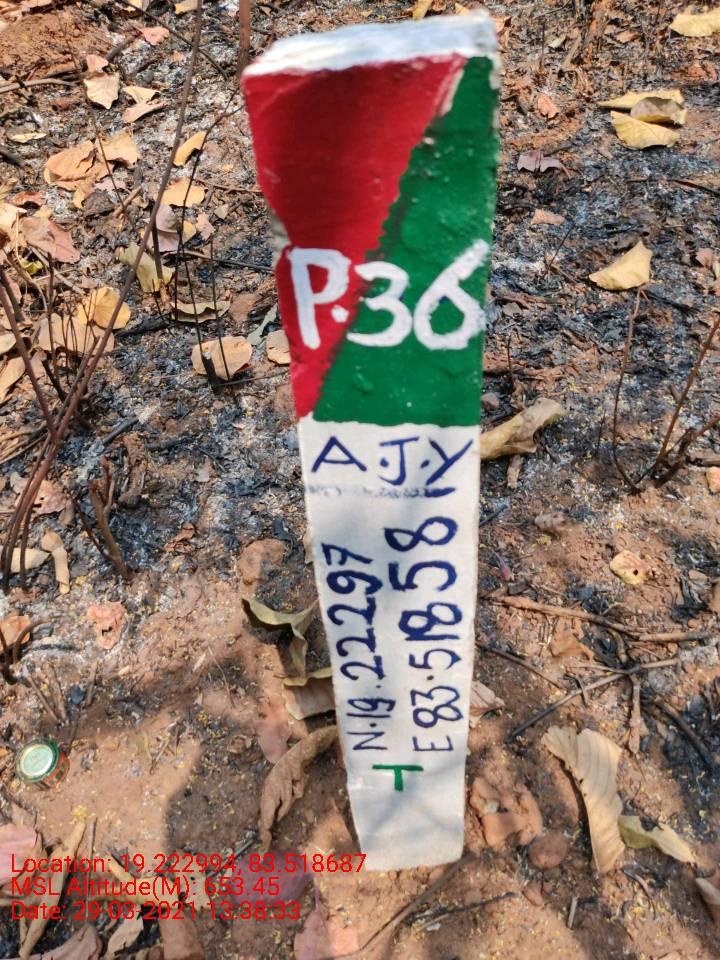 P.36
A.J.Y
N.19.22297
E83.51858
T
Location: 19.222994, 83.518687
MSL Altitude(M): 653.45
Date: 29-03-2021 13:38:33